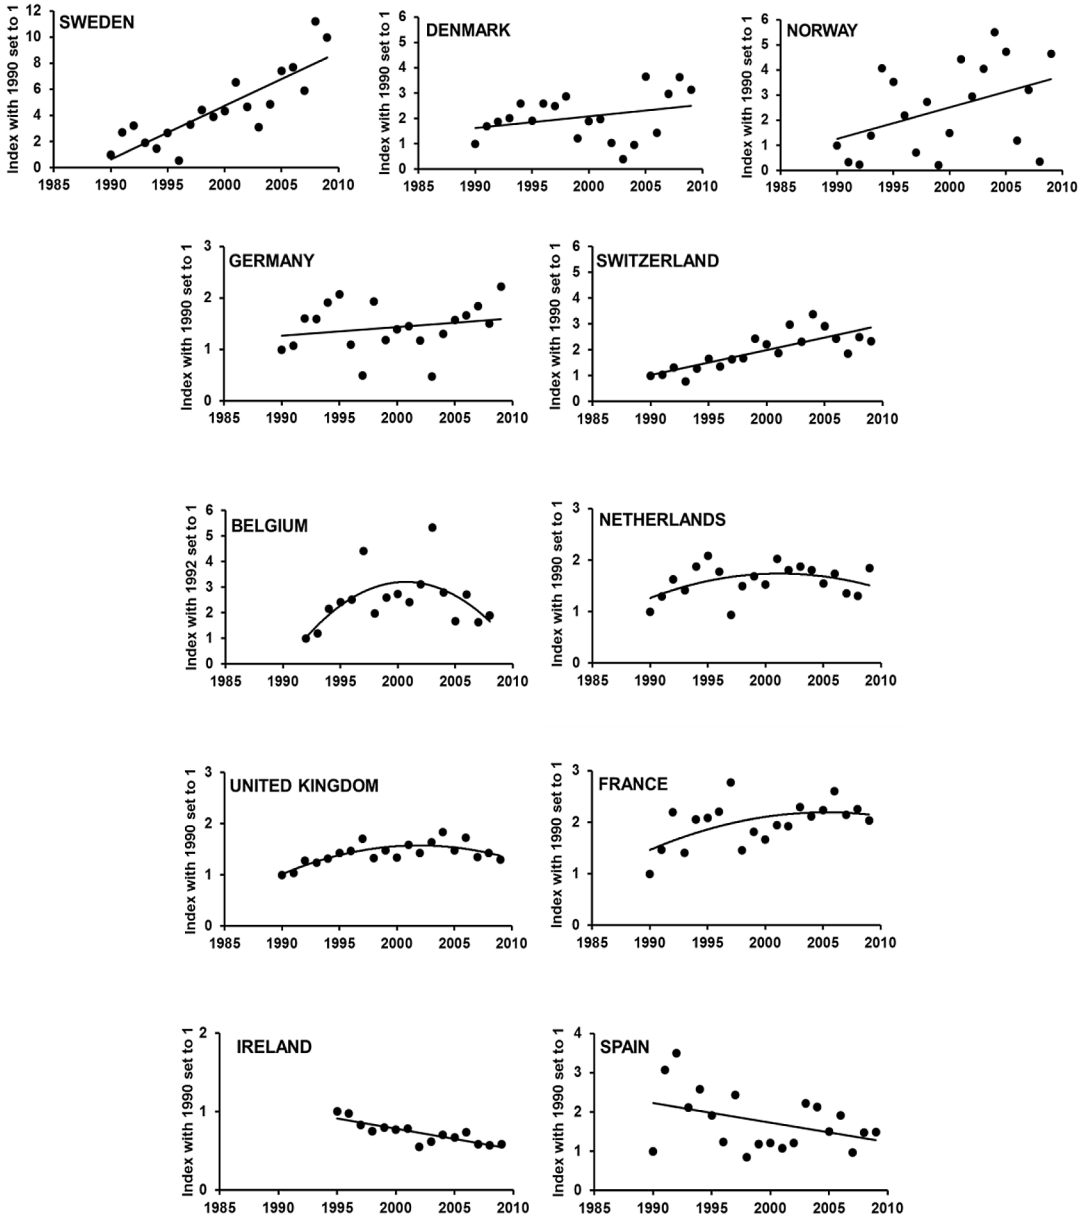 SWEDEN
Index with 1990 set to 1
12
10
8
6
4
2
0
1985 1990 1995 2000 2005 2010
DENMARK
Index with 1990 set to 1
6
5
4
3
2
1
0
1985 1990 1995 2000 2005 2010
NORWAY
Index with 1990 set to 1
6
5
4
3
2
1
0
1985 1990 1995 2000 2005 2010
GERMANY
Index with 1990 set to 1
3
2
1
0
1985 1990 1995 2000 2005 2010
SWITZERLAND
Index with 1990 set to 1
6
5
4
3
2
1
0
1985 1990 1995 2000 2005 2010
BELGIUM
Index with 1992 set to 1
6
5
4
3
2
1
0
1985 1990 1995 2000 2005 2010
NETHERLANDS
Index with 1990 set to 1
3
2
1
0
1985 1990 1995 2000 2005 2010
UNITED KINGDOM
Index with 1990 set to 1
3
2
1
0
1985 1990 1995 2000 2005 2010
FRANCE
Index with 1990 set to 1
3
2
1
0
1985 1990 1995 2000 2005 2010
IRELAND
Index with 1990 set to 1
2
1
0
1985 1990 1995 2000 2005 2010
SPAIN
Index with 1990 set to 1
4
3
2
1
0
1985 1990 1995 2000 2005 2010